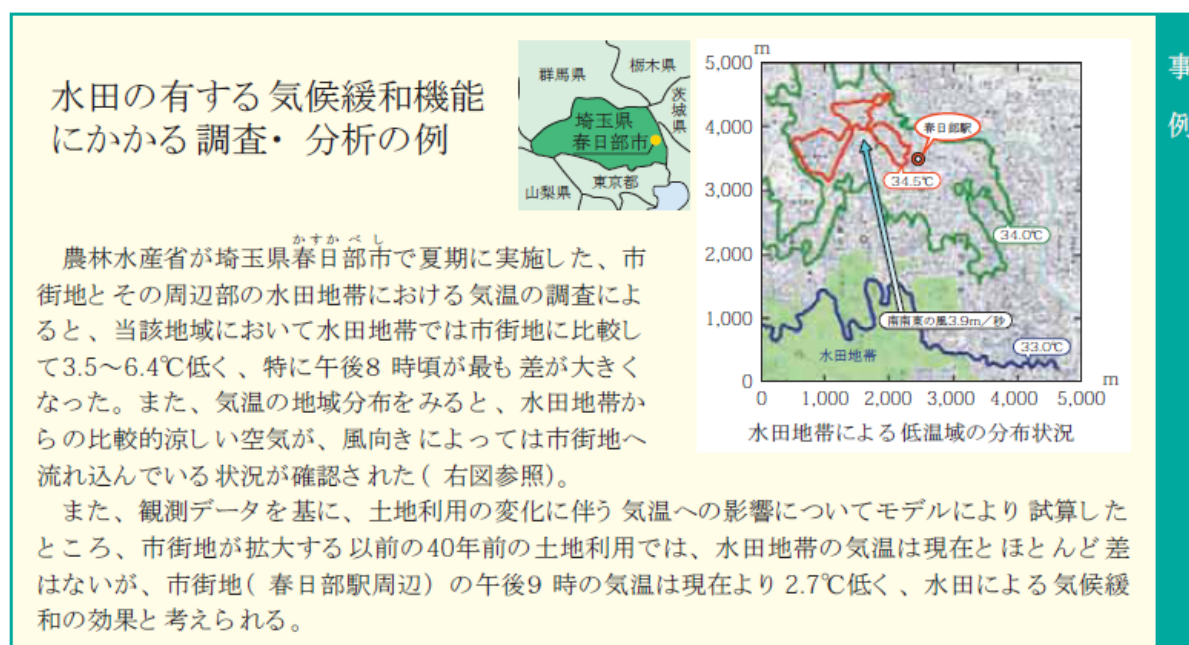 事
例
水田の有する気候緩和機能
にかかる調査・分析の例
群馬県
栃木県
茨城県
埼玉県
春日部市
山梨県
東京都
m
5,000
4,000
3,000
2,000
1,000
0
春日部駅
34.5℃
34.0℃
南南東の風3.9m／秒
水田地帯
33.0℃
0 1,000 2,000 3,000 4,000 5,000
m
水田地帯による低温域の分布状況
かすかべし
農林水産省が埼玉県春日部市で夏期に実施した、市
街地とその周辺部の水田地帯における気温の調査によ
ると、当該地域において水田地帯では市街地に比較し
て3.5～6.4℃低く、特に午後8時頃が最も差が大きく
なった。また、気温の地域分布をみると、水田地帯か
らの比較的涼しい空気が、風向きによっては市街地へ
流れ込んでいる状況が確認された(右図参照)。
また、観測データを基に、土地利用の変化に伴う気温への影響についてモデルにより試算した
ところ、市街地が拡大する以前の40年前の土地利用では、水田地帯の気温は現在とほとんど差
はないが、市街地(春日部駅周辺)の午後9時の気温は現在より2.7℃低く、水田による気候緩
和の効果と考えられる。